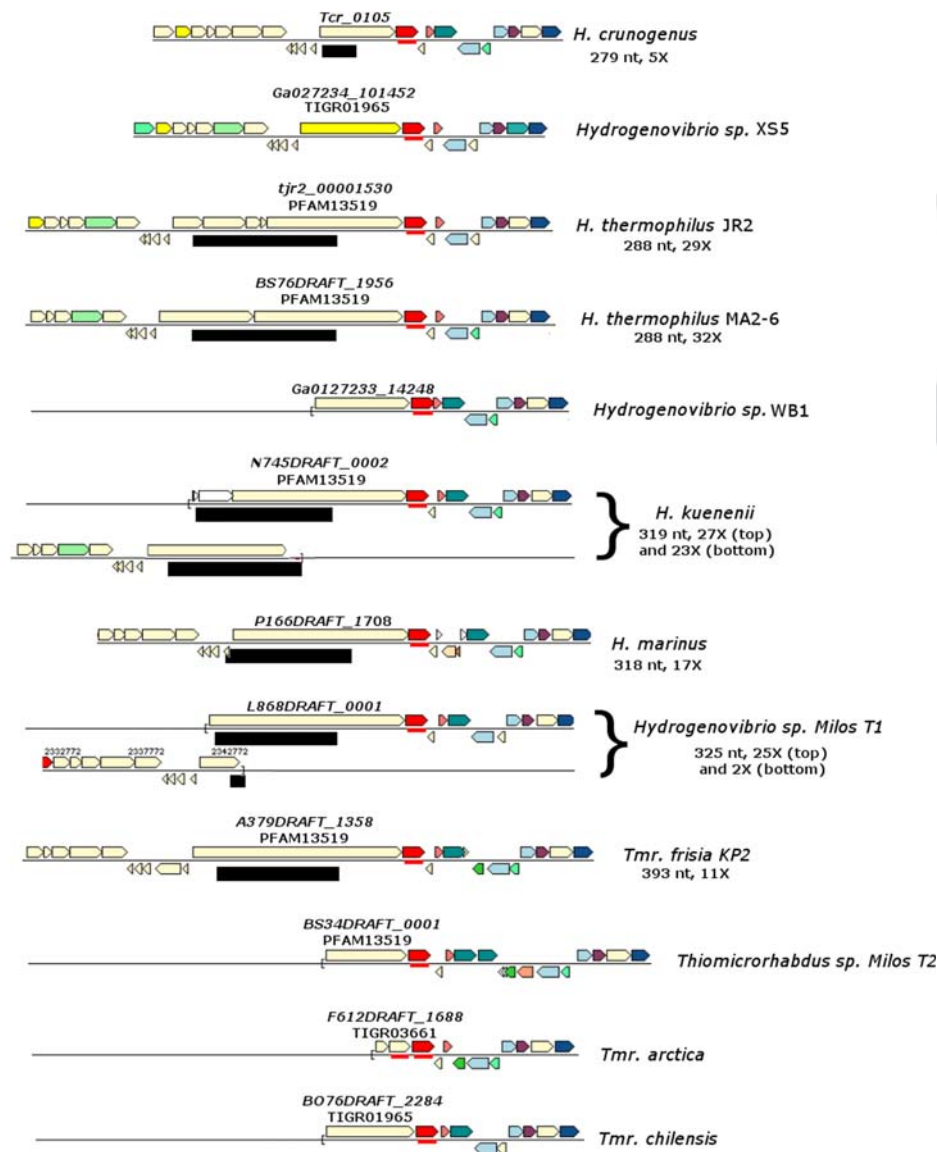 Tcr_0105
H. crunogenus
279 nt, 5X
Ga027234_101452
TIGR01965
Hydrogenovibrio sp. XS5
tjr2_00001530
PFAM13519
H. thermophilus JR2
288 nt, 29X
BS76DRAFT_1956
PFAM13519
H. thermophilus MA2-6
288 nt, 32X
Ga0127233_14248
Hydrogenovibrio sp. WB1
N745DRAFT_0002
PFAM13519
H. kuenenii
319 nt, 27X (top)
and 23X (bottom)
P166DRAFT_1708
H. marinus
318 nt, 17X
L868DRAFT_0001
Hydrogenovibrio sp. Milos T1
325 nt, 25X (top)
and 2X (bottom)
2332772 2337772 2342772
A379DRAFT_1358
PFAM13519
Tmr. frisia KP2
393 nt, 11X
BS34DRAFT_0001
PFAM13519
Thiomicrorhabdus sp. Milos T2
F612DRAFT_1688
TIGR03661
Tmr. arctica
BO76DRAFT_2284
TIGR01965
Tmr. chilensis